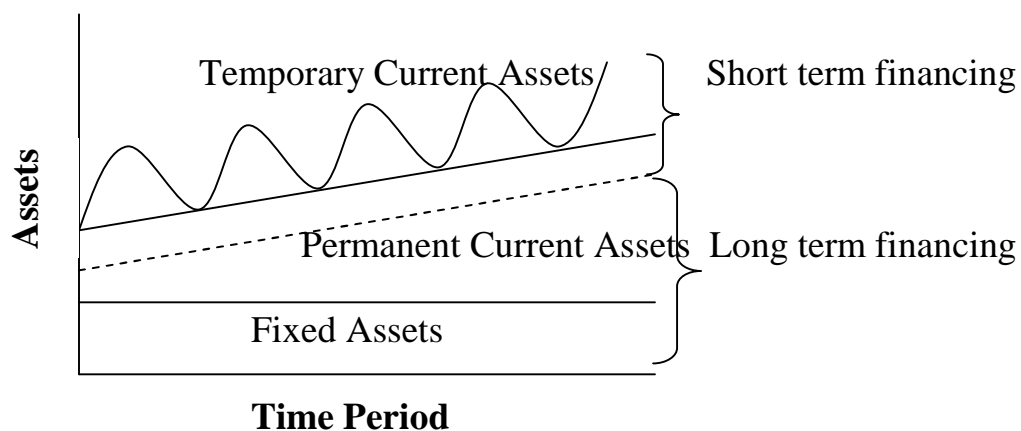 Temporary Current Assets
Short term financing
Assets
Permanent Current Assets
Long term financing
Fixed Assets
Time Period